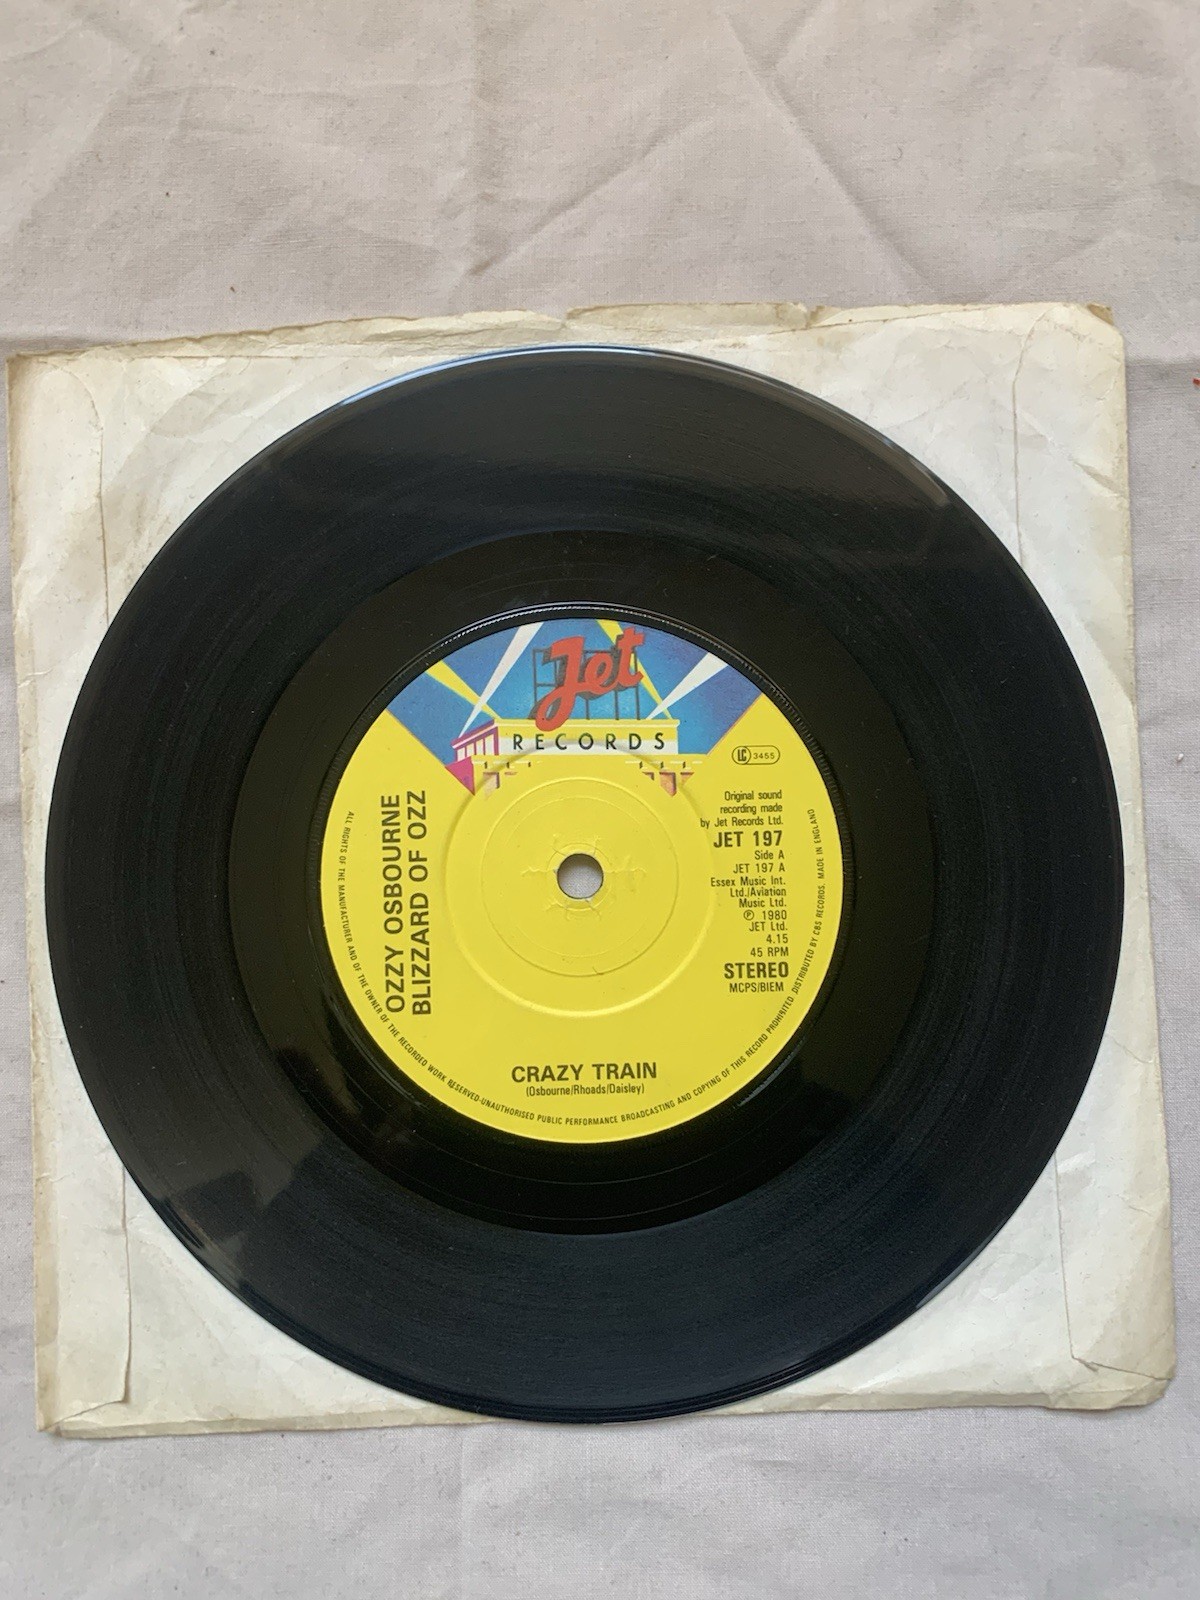 Jet
RECORDS
LC 3455
OZZY OSBOURNE
BLIZZARD OF OZZ
Original sound
recording made
by Jet Records Ltd.
JET 197
Side A
JET 197 A
Essex Music Int.
Ltd./Aviation
Music Ltd.
℗ 1980
JET Ltd.
4.15
45 RPM
STEREO
MCPS/BIEM
CRAZY TRAIN
(Osbourne/Rhoads/Daisley)
ALL RIGHTS OF THE MANUFACTURER AND OF THE OWNER OF THE RECORDED WORK RESERVED-UNAUTHORISED PUBLIC PERFORMANCE BROADCASTING AND COPYING OF THIS RECORD PROHIBITED. DISTRIBUTED BY CBS RECORDS. MADE IN ENGLAND